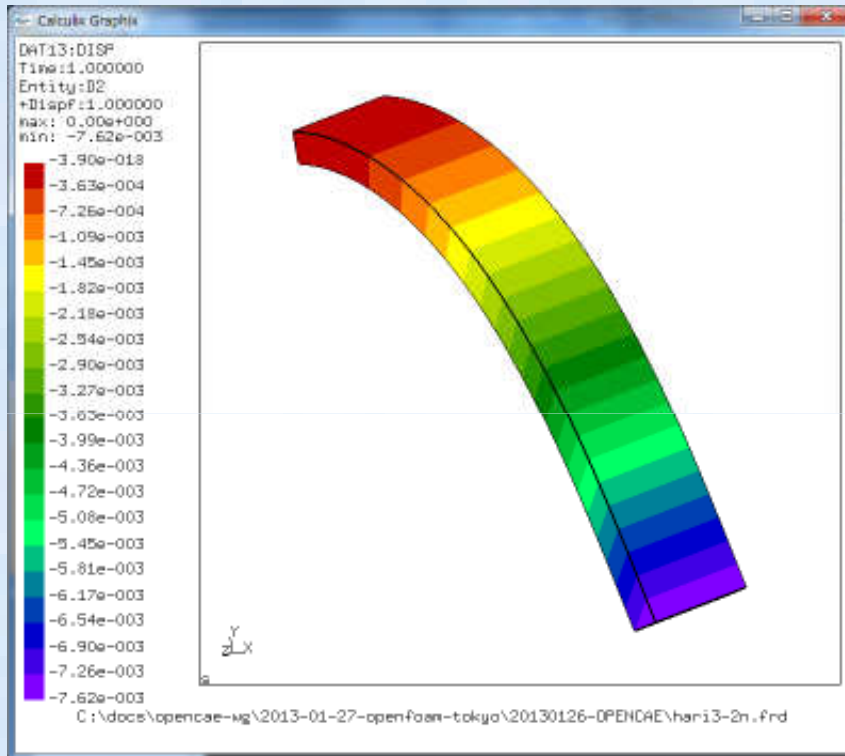 Calculix Graphix
DAT13:DISP
Time:1.000000
Entity:D2
+Dispf:1.000000
max: 0.00e+000
min: -7.62e-003
-3.90e-018
-3.63e-004
-7.26e-004
-1.09e-003
-1.45e-003
-1.82e-003
-2.18e-003
-2.54e-003
-2.90e-003
-3.27e-003
-3.63e-003
-3.99e-003
-4.36e-003
-4.72e-003
-5.08e-003
-5.45e-003
-5.81e-003
-6.17e-003
-6.54e-003
-6.90e-003
-7.26e-003
-7.62e-003
Y
Z X
C:\docs\opencae-wg\2013-01-27-openfoam-tokyo\20130126-OPENCAE\hari3-2n.frd